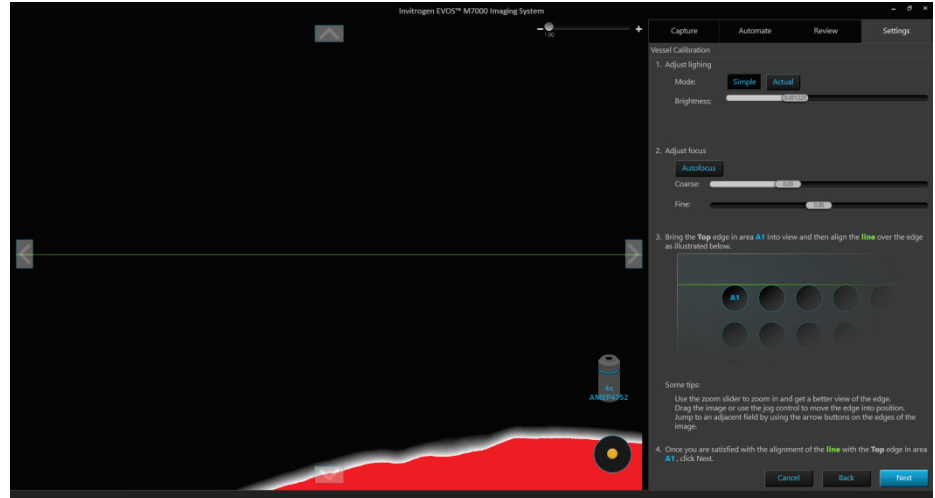 Invitrogen EVOS™ M7000 Imaging System
1.00
Capture Automate Review Settings
Vessel Calibration
1. Adjust lighing
Mode: Simple Actual
Brightness:
2. Adjust focus
Autofocus
Coarse: 0.00
Fine: 0.00
3. Bring the Top edge in area A1 into view and then align the line over the edge
as illustrated below.
A1
4x
AMEP4752
Some tips:
Use the zoom slider to zoom in and get a better view of the edge.
Drag the image or use the jog control to move the edge into position.
Jump to an adjacent field by using the arrow buttons on the edges of the
image.
4. Once you are satisfied with the alignment of the line with the Top edge in area
A1 , click Next.
Cancel Back Next